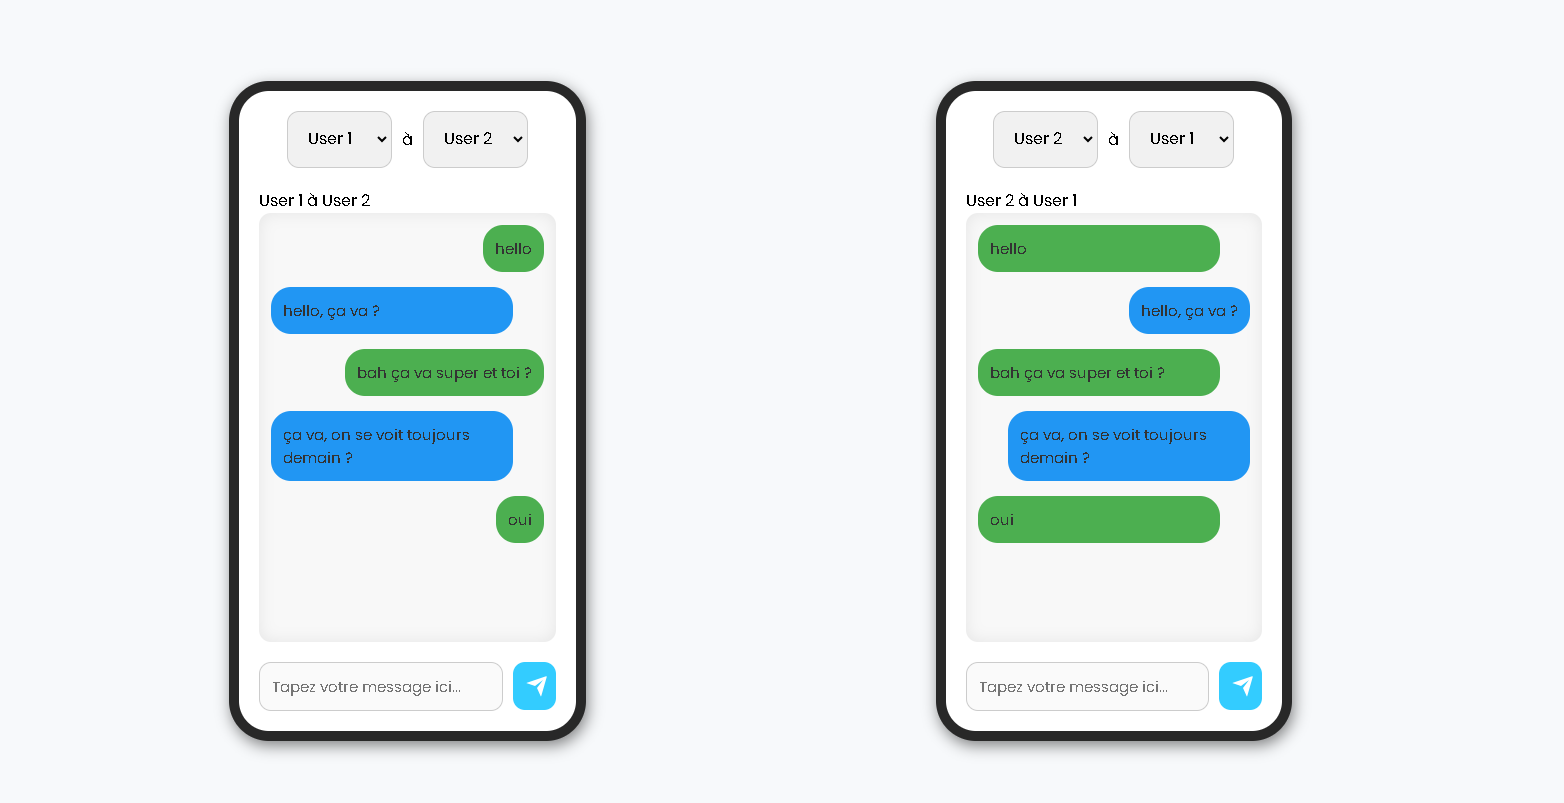 User 1 à User 2
User 1 à User 2
hello
hello, ça va ?
bah ça va super et toi ?
ça va, on se voit toujours
demain ?
oui
Tapez votre message ici...
User 2 à User 1
User 2 à User 1
hello
hello, ça va ?
bah ça va super et toi ?
ça va, on se voit toujours
demain ?
oui
Tapez votre message ici...